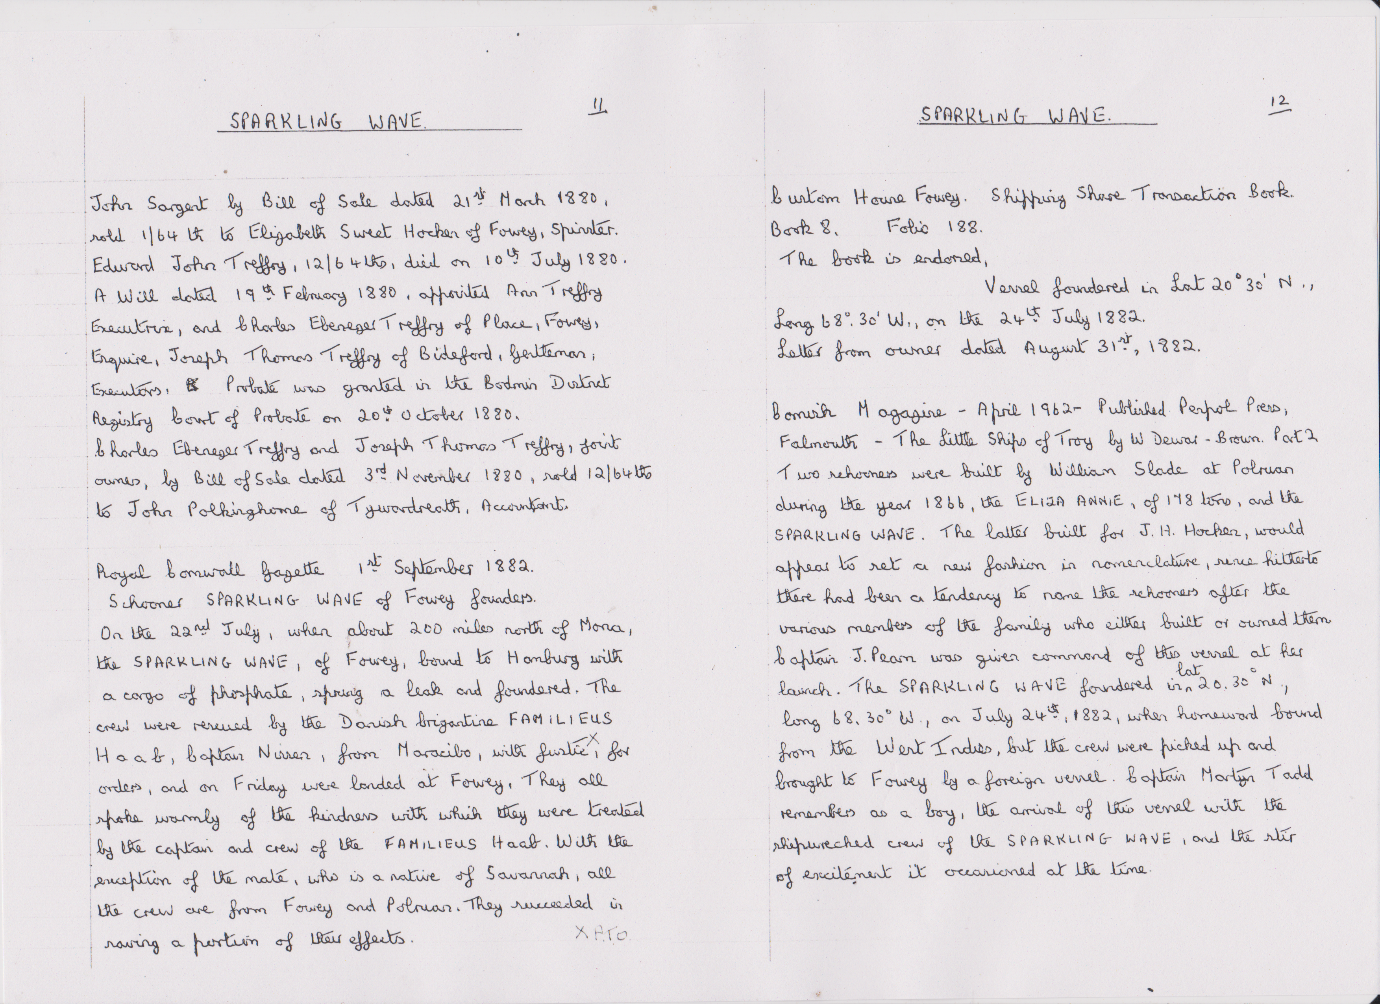 SPARKLING WAVE.
11
John Sargent by Bill of Sale dated 21st March 1880,
sold 1/64 th to Elizabeth Sweet Hocken of Fowey, Spinster.
Edward John Treffry, 12/64 ths, died on 10th July 1880.
A Will dated 19th February 1880, appointed Ann Treffry
Executrix, and Charles Ebenezer Treffry of Place, Fowey,
Esquire, Joseph Thomas Treffry of Bideford, Gentleman,
Executors. Probate was granted in the Bodmin District
Registry Court of Probate on 20th October 1880.
Charles Ebenezer Treffry and Joseph Thomas Treffry, joint
owners, by Bill of Sale dated 3rd November 1880, sold 12/64 ths
to John Polkinghorne of Tywardreath, Accountant.
Royal Cornwall Gazette 1st September 1882.
Schooner SPARKLING WAVE of Fowey founders.
On the 22nd July, when about 200 miles north of Mona,
the SPARKLING WAVE, of Fowey, bound to Hamburg with
a cargo of phosphate, sprung a leak and foundered. The
crew were rescued by the Danish brigantine FAMILIEUS
Haab, Captain Nissen, from Maracibo, with fustic, X for
orders, and on Friday were landed at Fowey. They all
spoke warmly of the kindness with which they were treated
by the captain and crew of the FAMILIEUS Haab. With the
exception of the mate, who is a native of Savannah, all
the crew are from Fowey and Polruan. They succeeded in
saving a portion of their effects.
X PTO
SPARKLING WAVE.
12
Custom House Fowey. Shipping Share Transaction Book.
Book 8. Folio 188.
The book is endorsed,
Vessel foundered in Lat 20° 30' N.,
Long 68°. 30' W., on the 24th July 1882.
Letter from owner dated August 31st, 1882.
Cornish Magazine - April 1962 - Published Penpol Press,
Falmouth - The Little Ships of Troy by W Dewar-Brown. Part 2
Two schooners were built by William Slade at Polruan
during the year 1866, the ELIZA ANNIE, of 178 tons, and the
SPARKLING WAVE. The latter built for J. H. Hocken, would
appear to set a new fashion in nomenclature, since hitherto
there had been a tendency to name the schooners after the
various members of the family who either built or owned them
Captain J. Pearn was given command of this vessel at her
launch. The SPARKLING WAVE foundered in lat 20.30° N.,
long 68.30° W., on July 24th, 1882, when homeward bound
from the West Indies, but the crew were picked up and
brought to Fowey by a foreign vessel. Captain Martyn Tadd
remembers as a boy, the arrival of this vessel with the
shipwrecked crew of the SPARKLING WAVE, and the stir
of excitement it occasioned at the time.